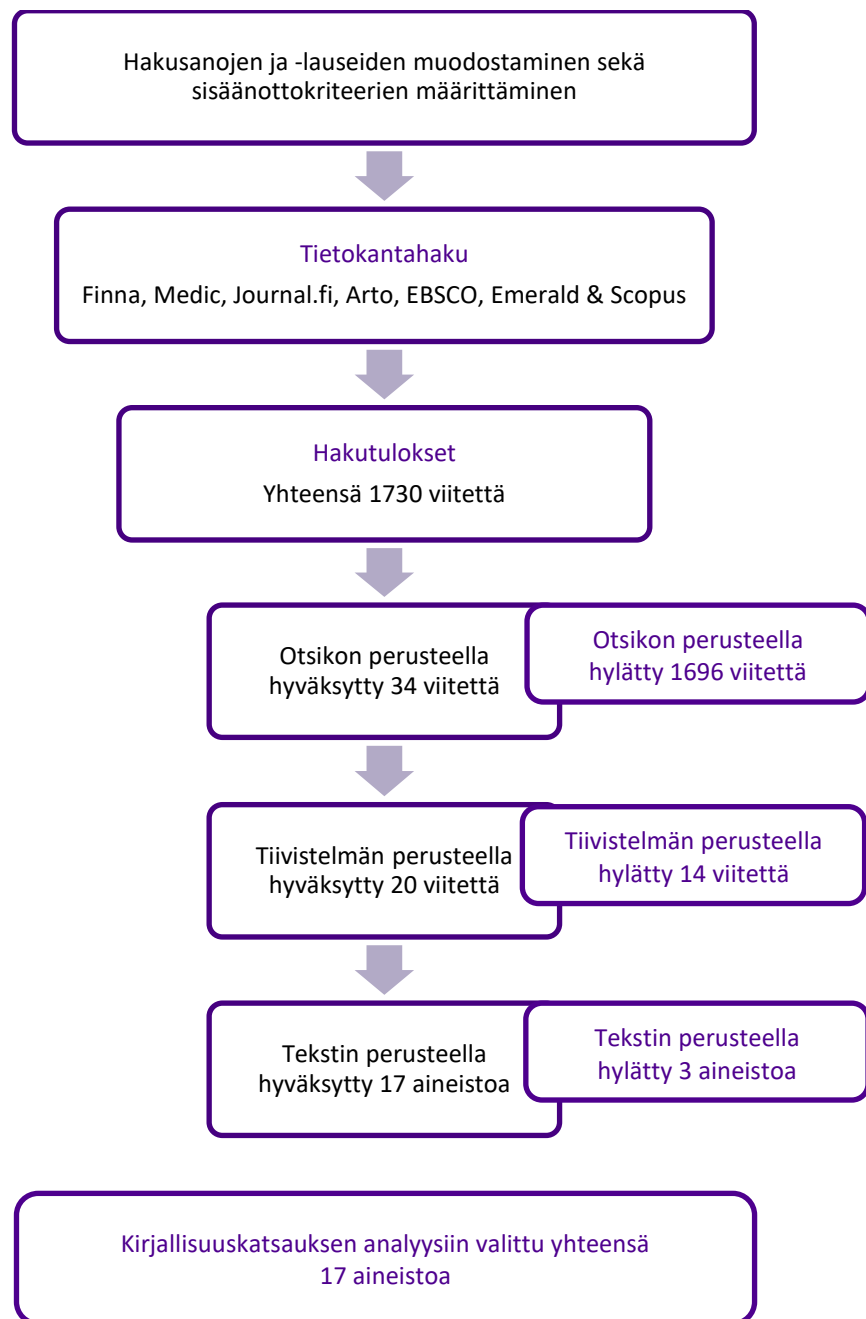 Hakusanojen ja -lauseiden muodostaminen sekä
sisäänottokriteerien määrittäminen
Tietokantahaku
Finna, Medic, Journal.fi, Arto, EBSCO, Emerald & Scopus
Hakutulokset
Yhteensä 1730 viitettä
Otsikon perusteella
hyväksytty 34 viitettä
Otsikon perusteella
hylätty 1696 viitettä
Tiivistelmän perusteella
hyväksytty 20 viitettä
Tiivistelmän perusteella
hylätty 14 viitettä
Tekstin perusteella
hyväksytty 17 aineistoa
Tekstin perusteella
hylätty 3 aineistoa
Kirjallisuuskatsauksen analyysiin valittu yhteensä
17 aineistoa